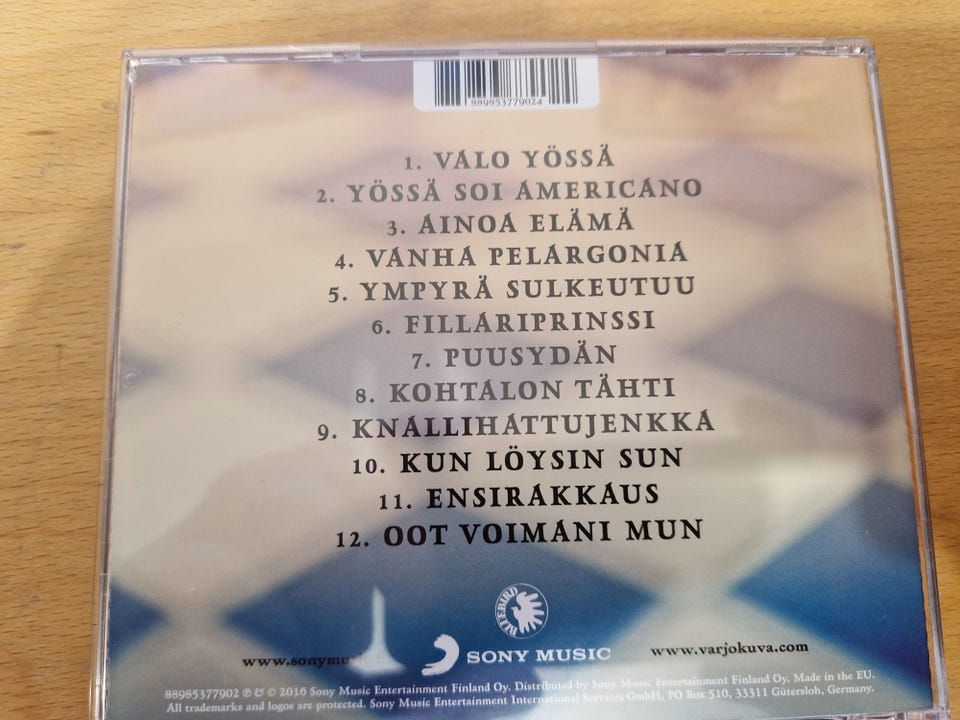 889853779024
1. VALO YÖSSÄ
2. YÖSSÄ SOI AMERICANO
3. AINOA ELÄMÄ
4. VANHA PELARGONIA
5. YMPYRÄ SULKEUTUU
6. FILLARIPRINSSI
7. PUUSYDÄN
8. KOHTALON TÄHTI
9. KNALLIHATTUJENKKA
10. KUN LÖYSIN SUN
11. ENSIRAKKAUS
12. OOT VOIMANI MUN
BLUEBIRD
SONY MUSIC
www.varjokuva.com
88985377902 ℗ & © 2016 Sony Music Entertainment Finland Oy. Distributed by Sony Music Entertainment Finland Oy. Made in the EU.
All trademarks and logos are protected. Sony Music Entertainment International Services GmbH, PO Box 510, 33311 Gütersloh, Germany.